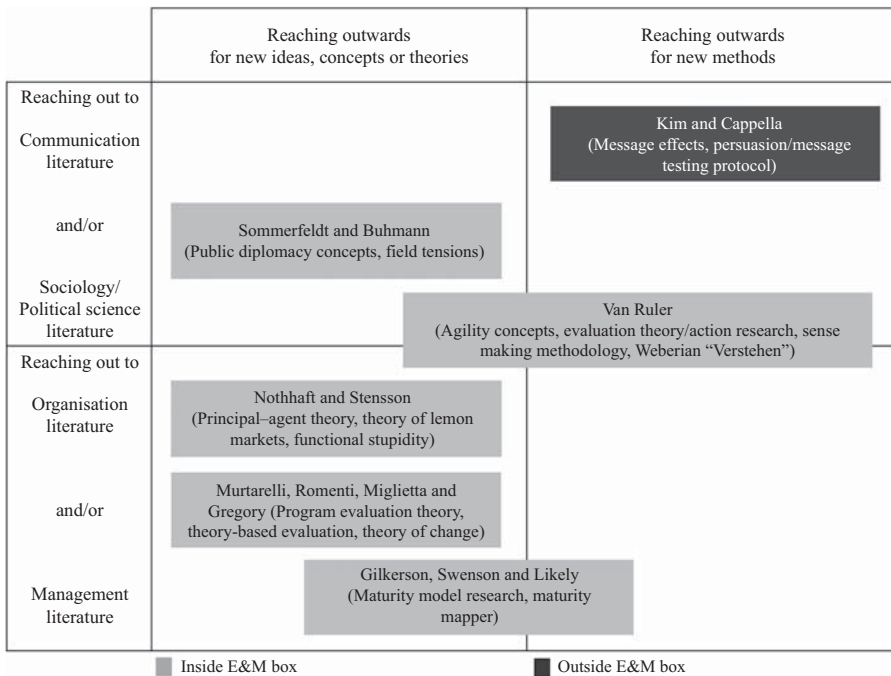 Reaching outwards
for new ideas, concepts or theories
Reaching outwards
for new methods
Reaching out to
Communication
literature
and/or
Sociology/
Political science
literature
Kim and Cappella
(Message effects, persuasion/message
testing protocol)
Sommerfeldt and Buhmann
(Public diplomacy concepts, field tensions)
Van Ruler
(Agility concepts, evaluation theory/action research, sense
making methodology, Weberian “Verstehen”)
Reaching out to
Organisation
literature
and/or
Management
literature
Nothhaft and Stensson
(Principal–agent theory, theory of lemon
markets, functional stupidity)
Murtarelli, Romenti, Miglietta and
Gregory (Program evaluation theory,
theory-based evaluation, theory of change)
Gilkerson, Swenson and Likely
(Maturity model research, maturity
mapper)
Inside E&M box
Outside E&M box